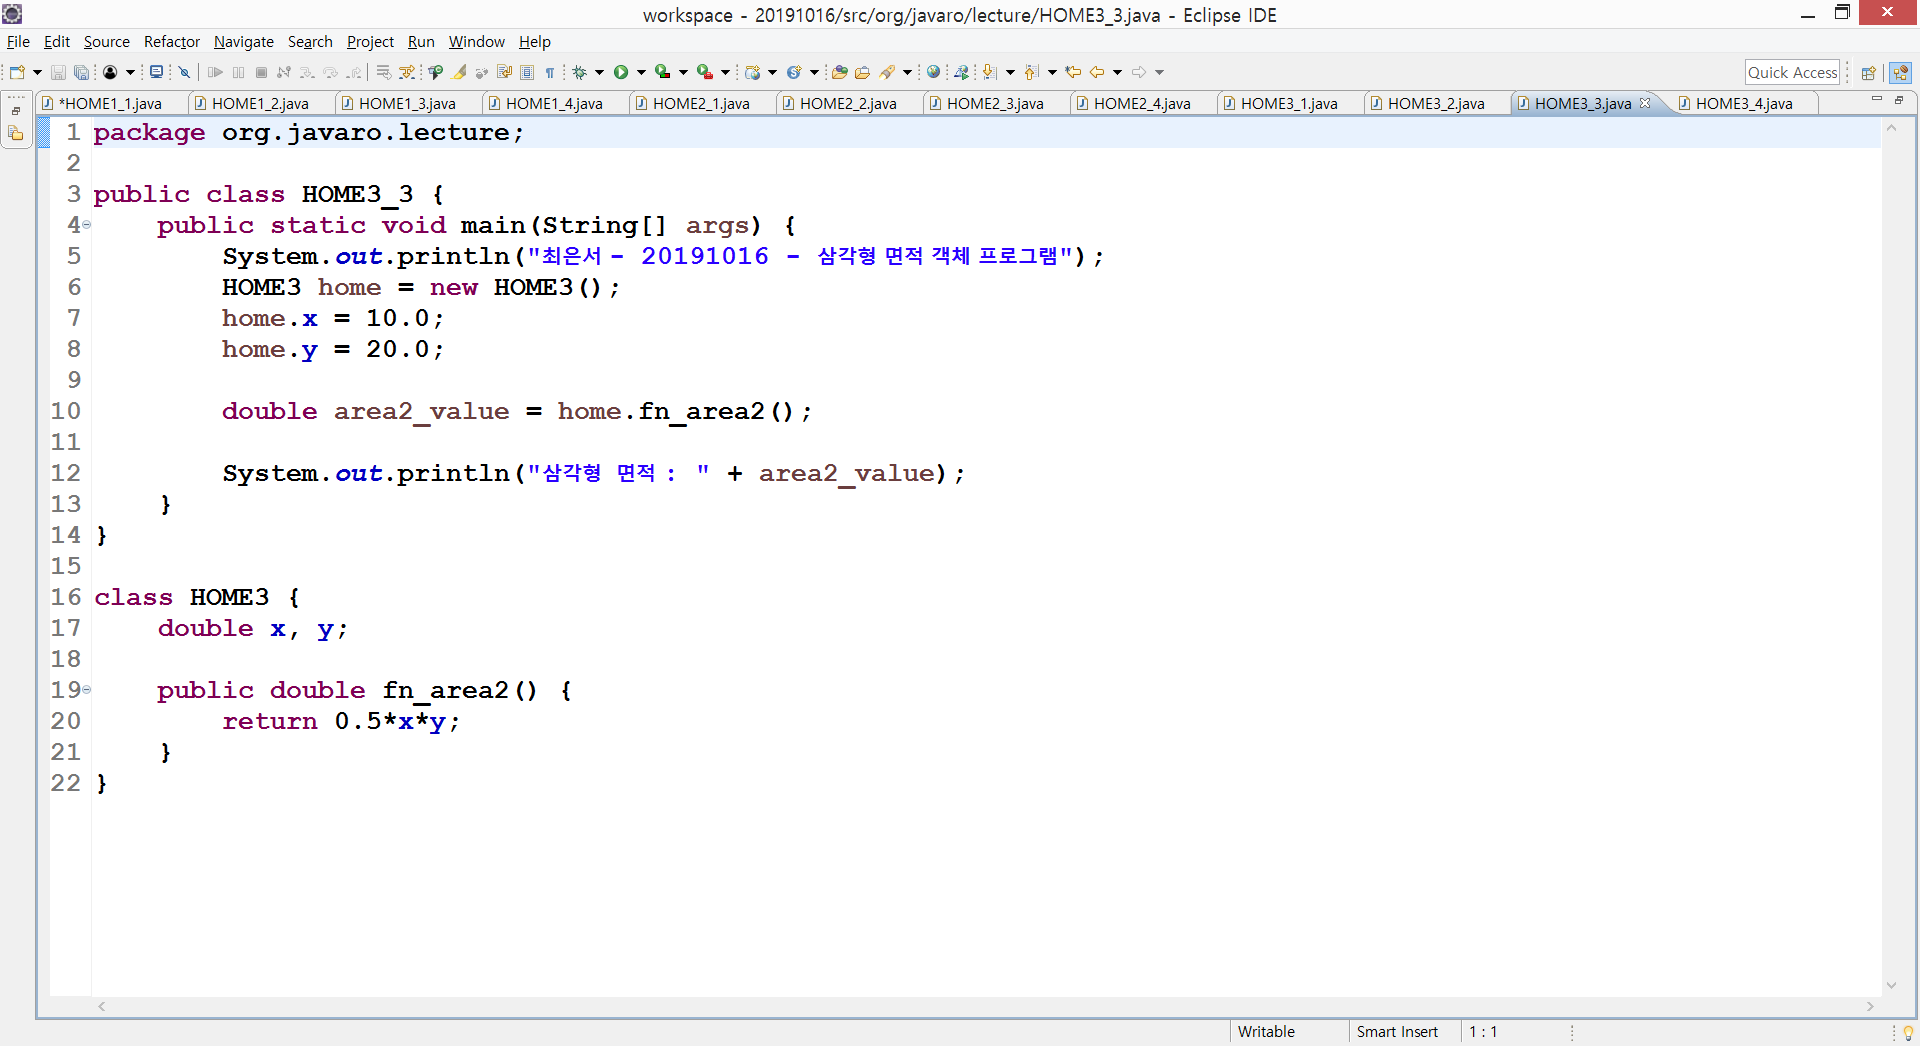 workspace - 20191016/src/org/javaro/lecture/HOME3_3.java - Eclipse IDE
File Edit Source Refactor Navigate Search Project Run Window Help
Quick Access
*HOME1_1.java HOME1_2.java HOME1_3.java HOME1_4.java HOME2_1.java HOME2_2.java HOME2_3.java HOME2_4.java HOME3_1.java HOME3_2.java HOME3_3.java HOME3_4.java
1 package org.javaro.lecture;
2
3 public class HOME3_3 {
4 public static void main(String[] args) {
5 System.out.println("최은서 - 20191016 - 삼각형 면적 객체 프로그램");
6 HOME3 home = new HOME3();
7 home.x = 10.0;
8 home.y = 20.0;
9
10 double area2_value = home.fn_area2();
11
12 System.out.println("삼각형 면적 : " + area2_value);
13 }
14 }
15
16 class HOME3 {
17 double x, y;
18
19 public double fn_area2() {
20 return 0.5*x*y;
21 }
22 }
Writable Smart Insert 1 : 1